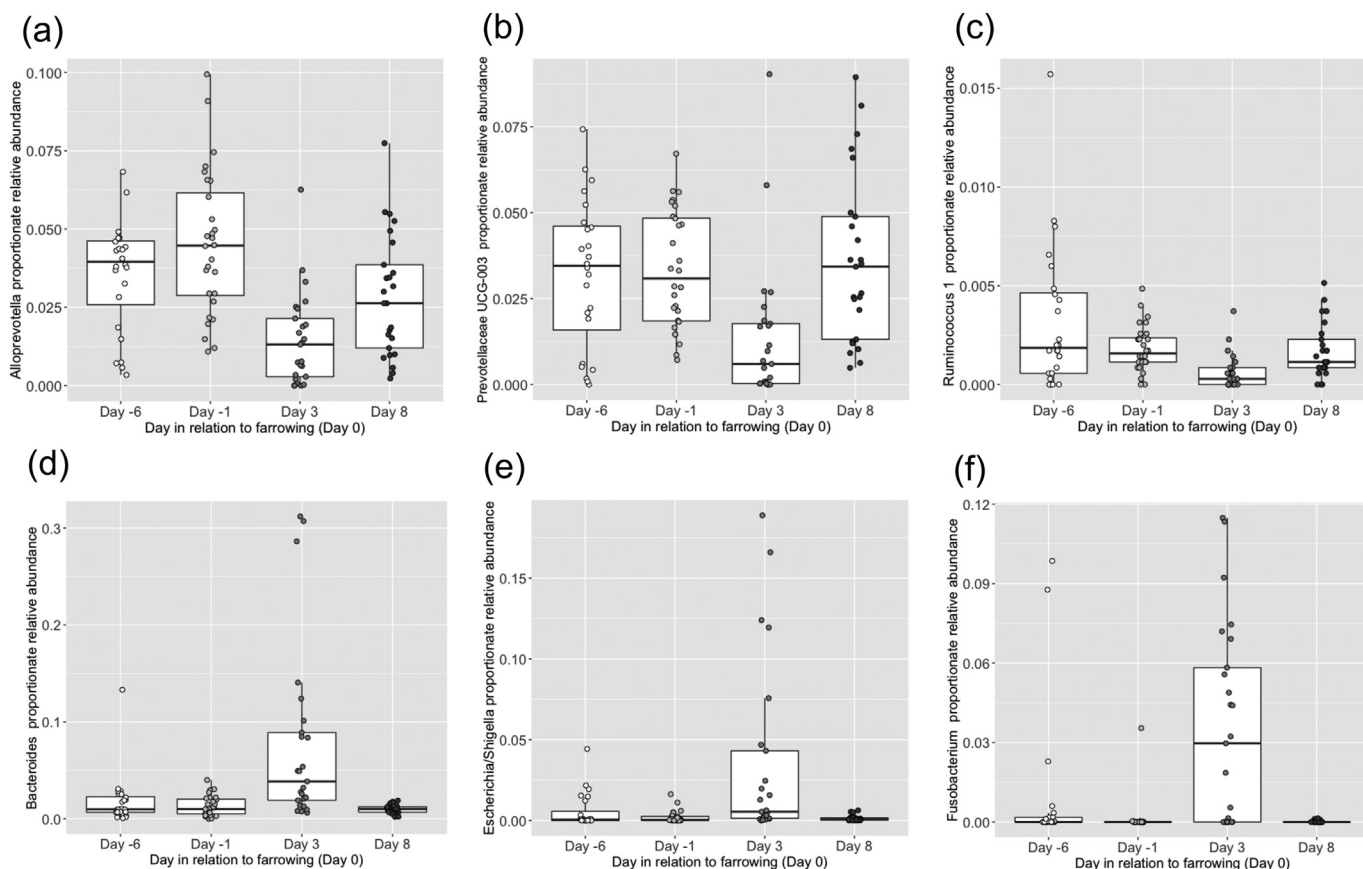 (a)
Alloprevotella proportionate relative abundance
0.100
0.075
0.050
0.025
0.000
Day -6 Day -1 Day 3 Day 8
Day in relation to farrowing (Day 0)
(b)
Prevotellaceae UCG-003 proportionate relative abundance
0.075
0.050
0.025
0.000
Day -6 Day -1 Day 3 Day 8
Day in relation to farrowing (Day 0)
(c)
Ruminococcus 1 proportionate relative abundance
0.015
0.010
0.005
0.000
Day -6 Day -1 Day 3 Day 8
Day in relation to farrowing (Day 0)
(d)
Bacteroides proportionate relative abundance
0.3
0.2
0.1
0.0
Day -6 Day -1 Day 3 Day 8
Day in relation to farrowing (Day 0)
(e)
Escherichia/Shigella proportionate relative abundance
0.15
0.10
0.05
0.00
Day -6 Day -1 Day 3 Day 8
Day in relation to farrowing (Day 0)
(f)
Fusobacterium proportionate relative abundance
0.12
0.09
0.06
0.03
0.00
Day -6 Day -1 Day 3 Day 8
Day in relation to farrowing (Day 0)